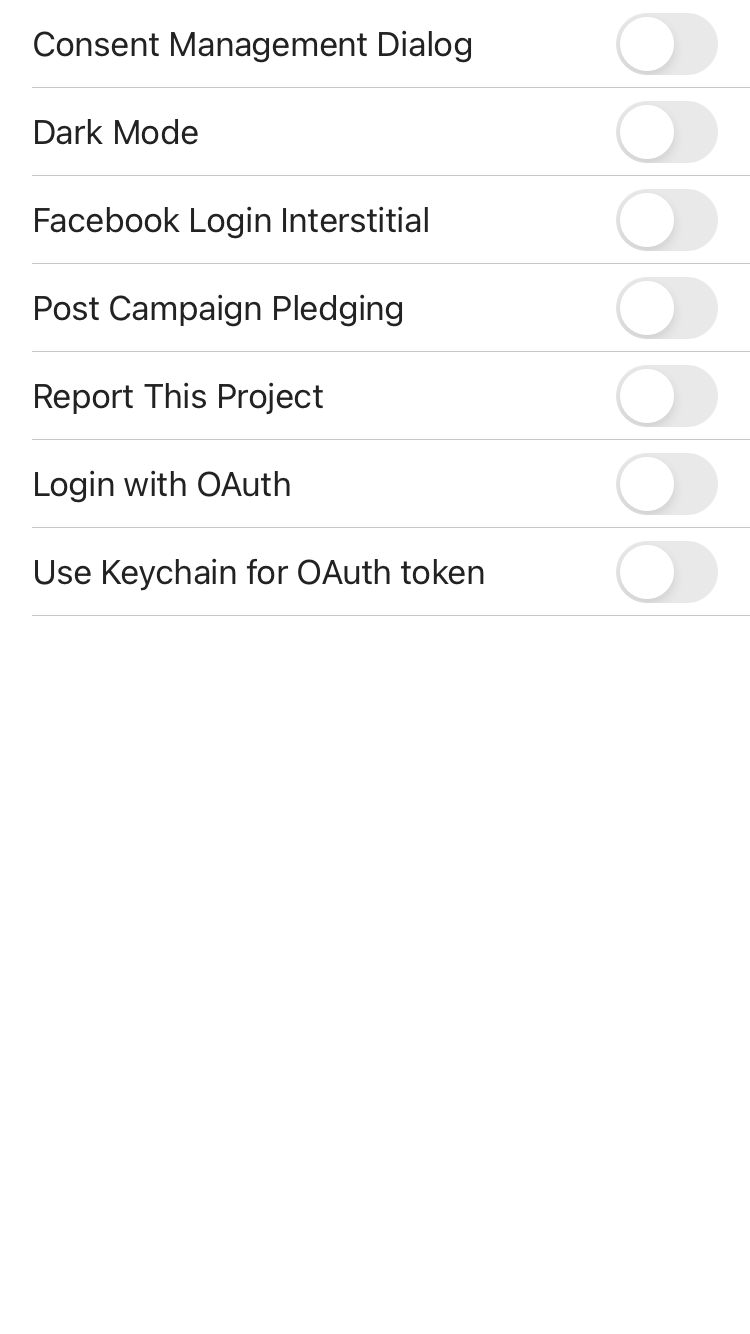 Consent Management Dialog
Dark Mode
Facebook Login Interstitial
Post Campaign Pledging
Report This Project
Login with OAuth
Use Keychain for OAuth token